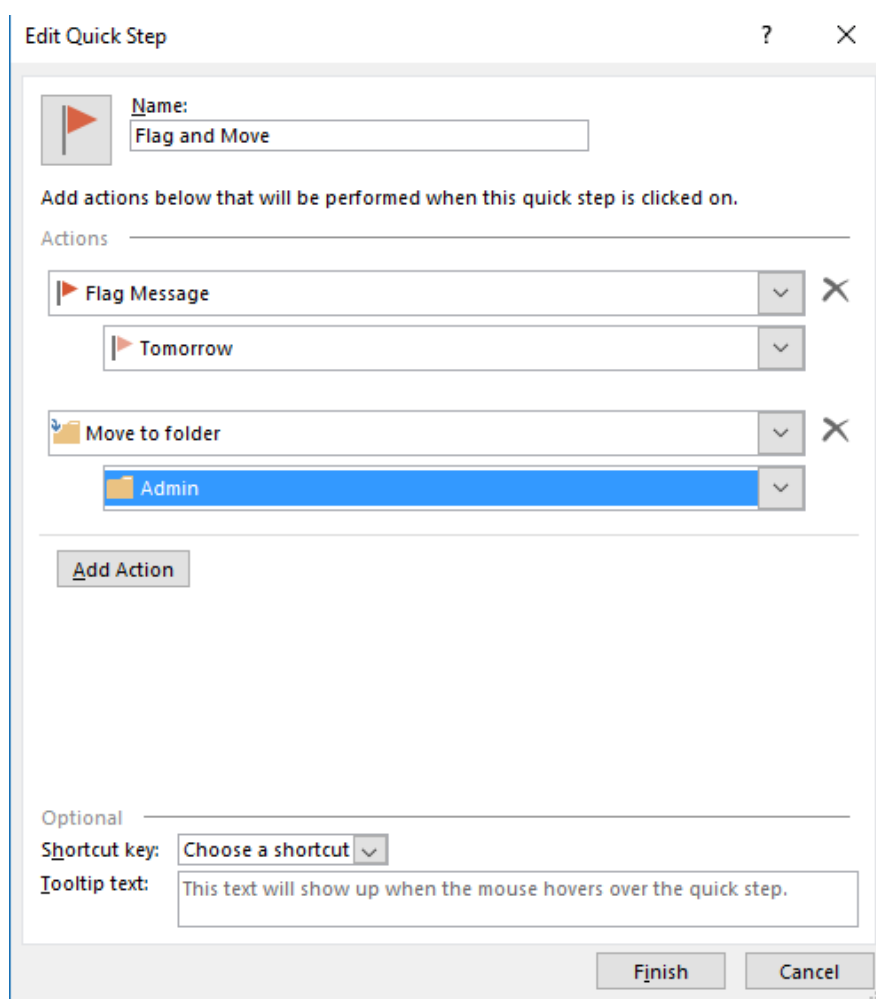 Edit Quick Step ?
Name:
Flag and Move
Add actions below that will be performed when this quick step is clicked on.
Actions
Flag Message
Tomorrow
Move to folder
Admin
Add Action
Optional
Shortcut key: Choose a shortcut
Tooltip text: This text will show up when the mouse hovers over the quick step.
Finish Cancel